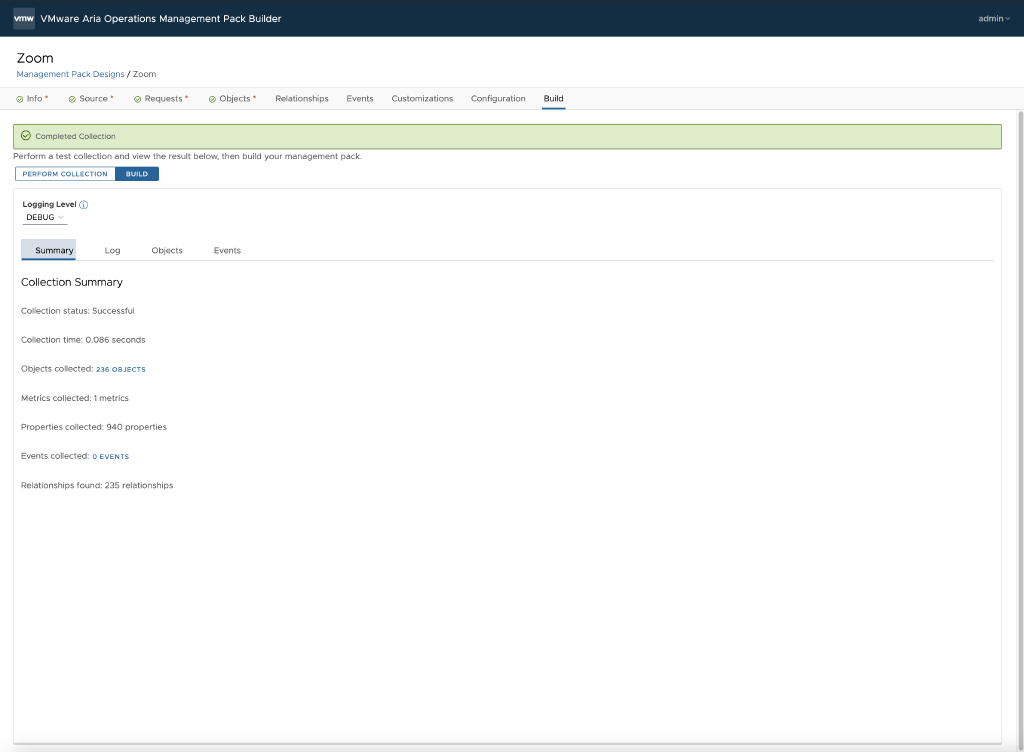 vmw VMware Aria Operations Management Pack Builder admin
Zoom
Management Pack Designs / Zoom
Info * Source * Requests * Objects * Relationships Events Customizations Configuration Build
Completed Collection
Perform a test collection and view the result below, then build your management pack.
PERFORM COLLECTION BUILD
Logging Level
DEBUG
Summary Log Objects Events
Collection Summary
Collection status: Successful
Collection time: 0.086 seconds
Objects collected: 236 OBJECTS
Metrics collected: 1 metrics
Properties collected: 940 properties
Events collected: 0 EVENTS
Relationships found: 235 relationships